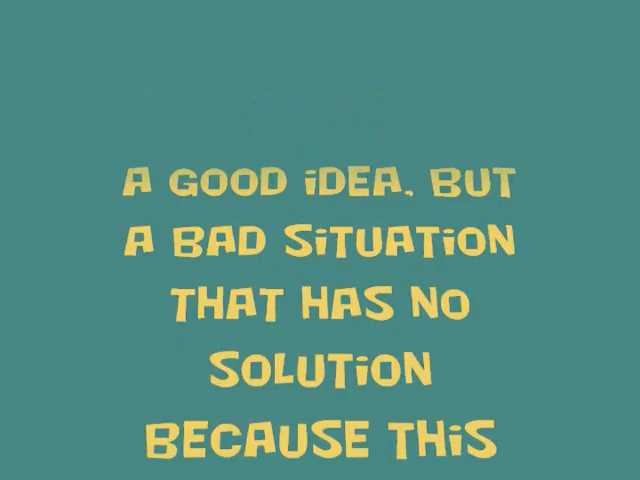 A GOOD iDEA, BUT
A BAD SiTUATiON
THAT HAS NO
SOLUTiON
BECAUSE THiS